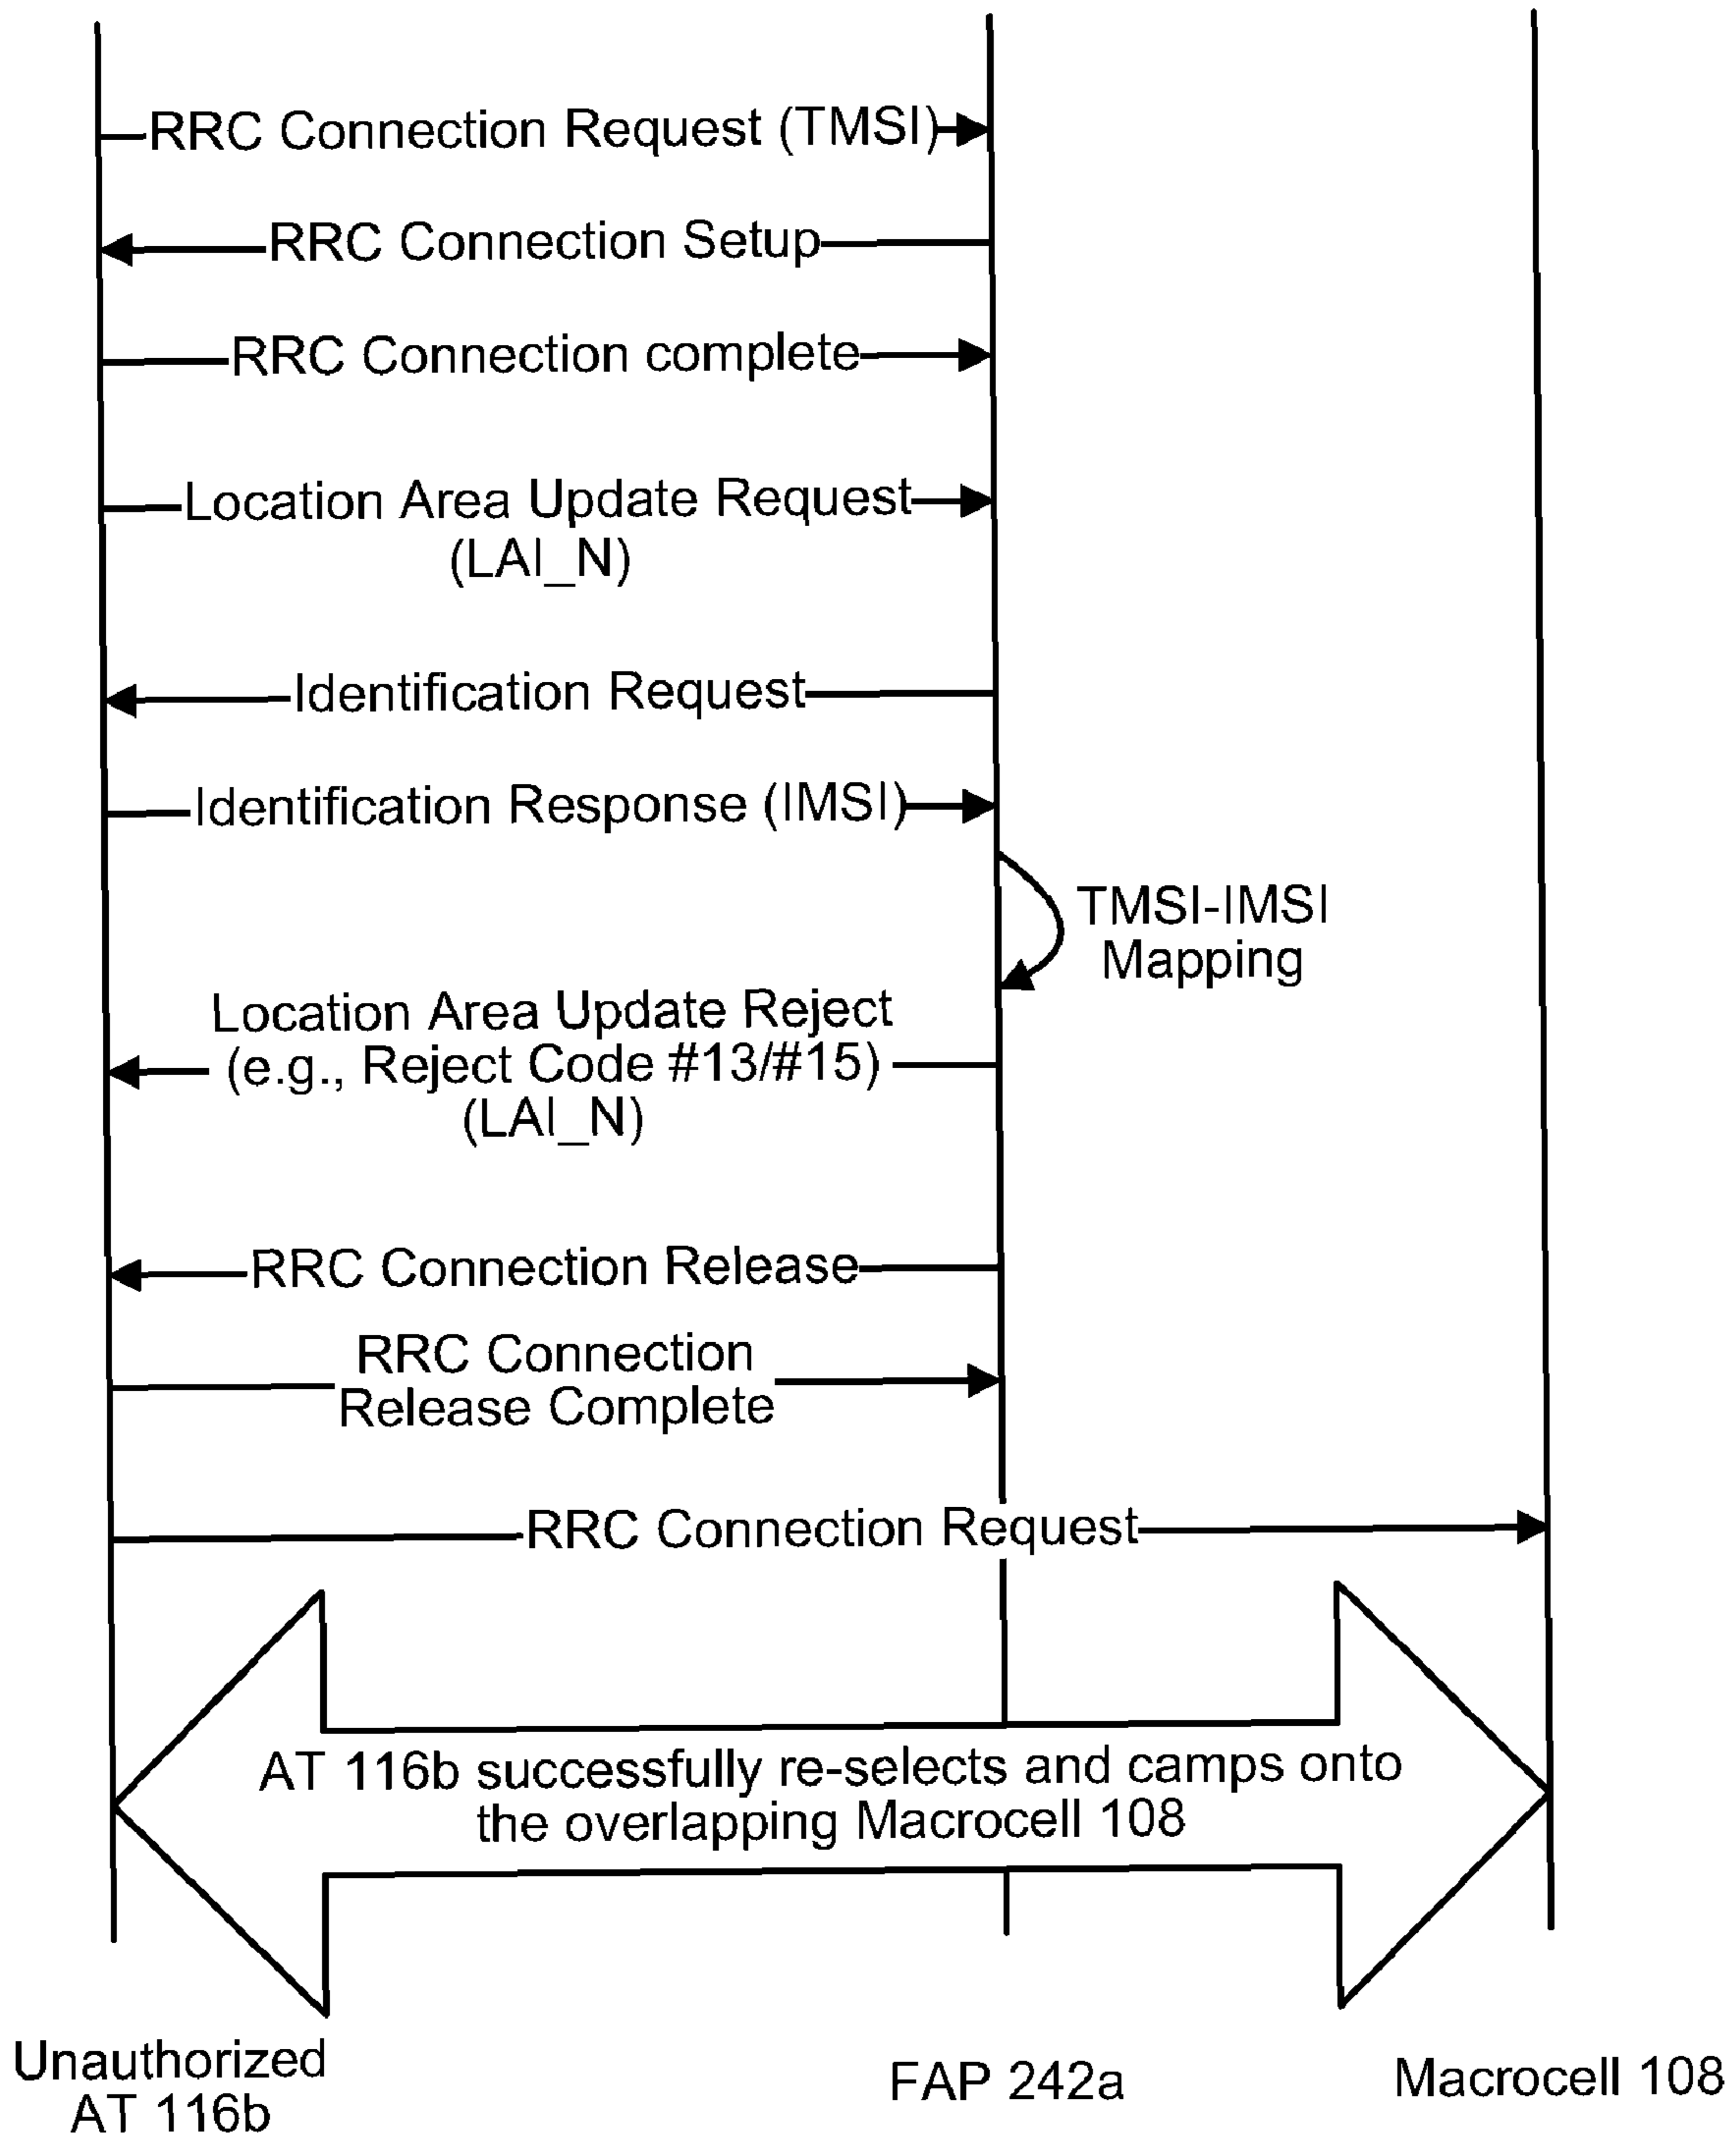 RRC Connection Request (TMSI)
RRC Connection Setup
RRC Connection complete
Location Area Update Request
(LAI_N)
Identification Request
Identification Response (IMSI)
TMSI-IMSI
Mapping
Location Area Update Reject
(e.g., Reject Code #13/#15)
(LAI_N)
RRC Connection Release
RRC Connection
Release Complete
RRC Connection Request
AT 116b successfully re-selects and camps onto
the overlapping Macrocell 108
Unauthorized
AT 116b
FAP 242a
Macrocell 108